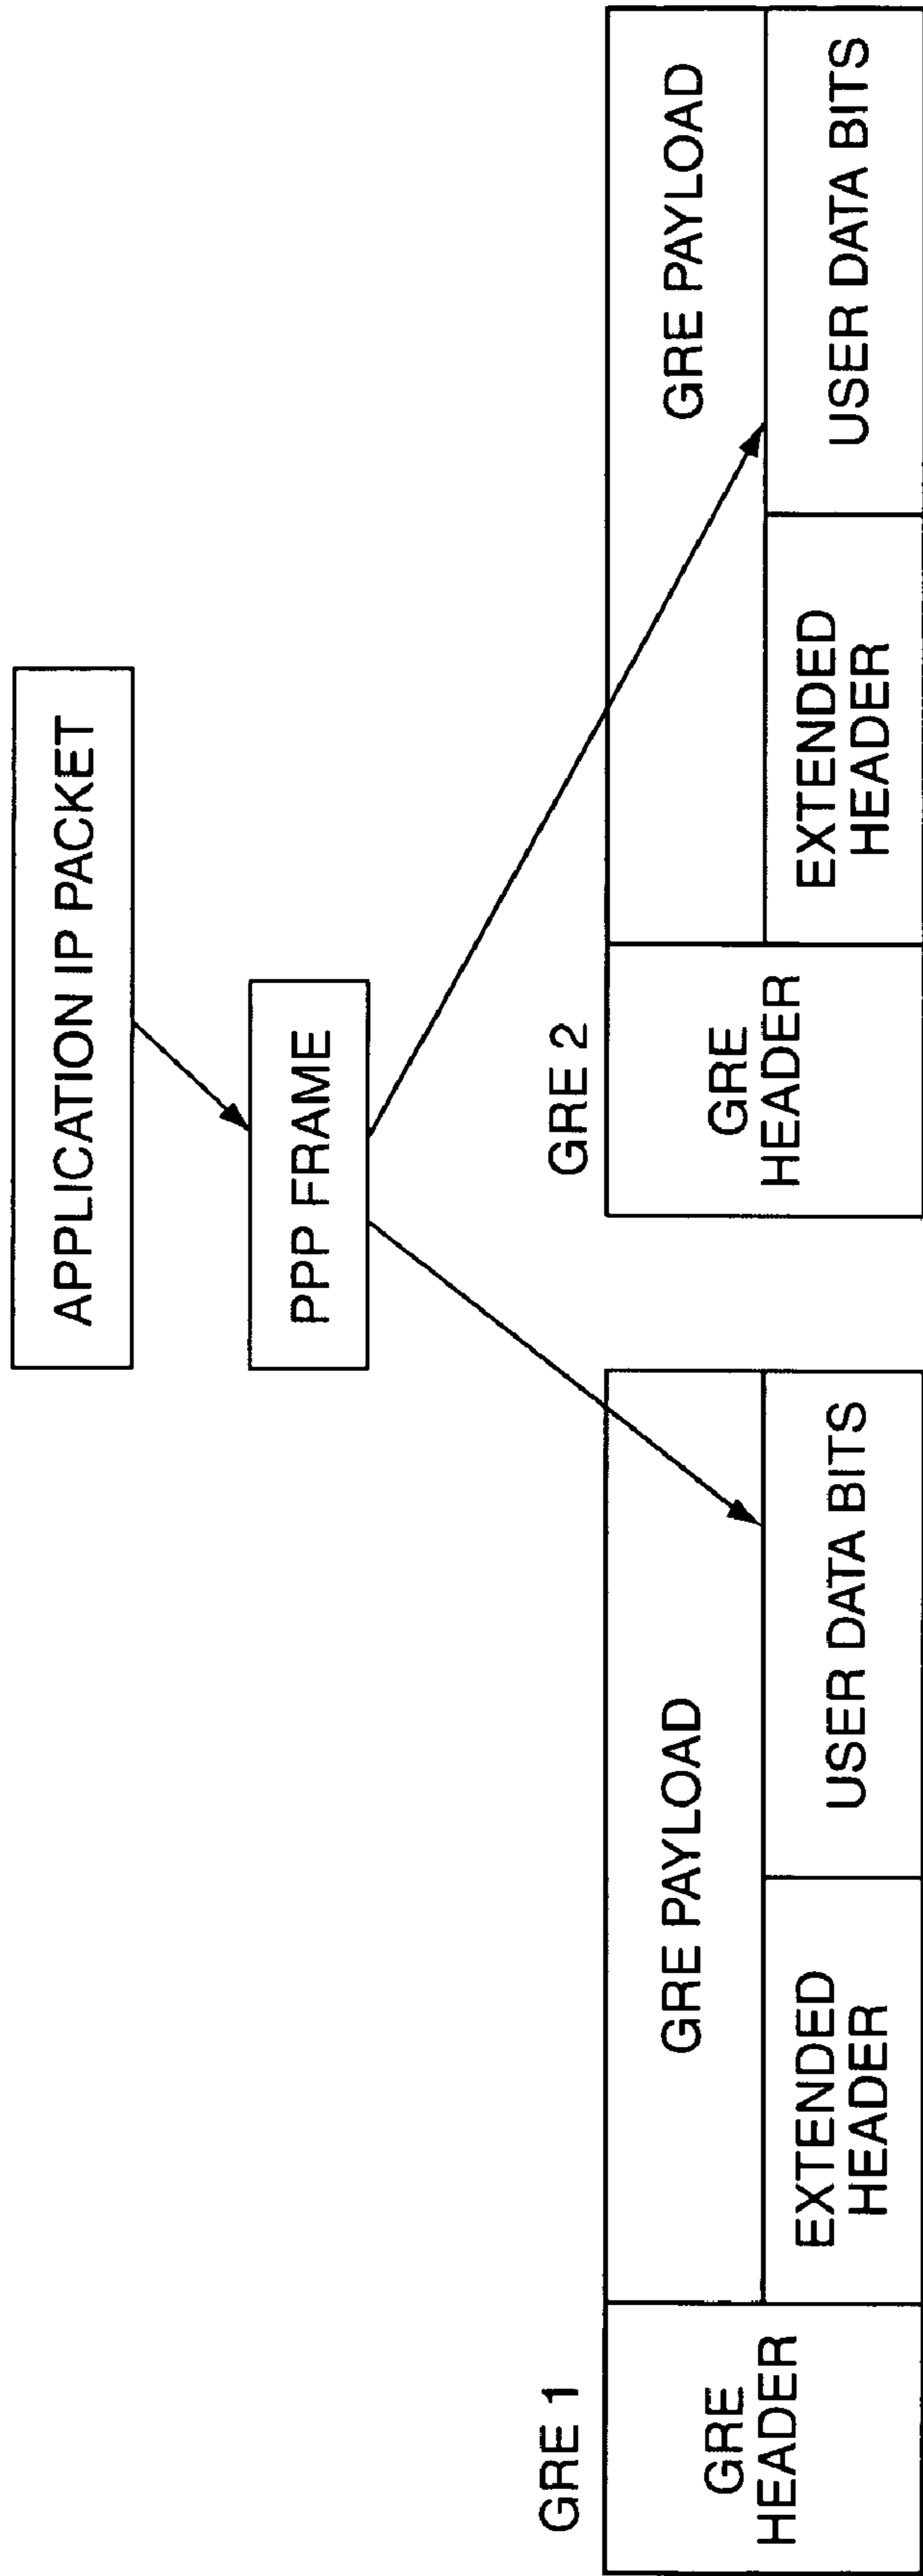 APPLICATION IP PACKET
PPP FRAME
GRE 1
GRE
HEADER
GRE PAYLOAD
EXTENDED
HEADER
USER DATA BITS
GRE 2
GRE
HEADER
GRE PAYLOAD
EXTENDED
HEADER
USER DATA BITS